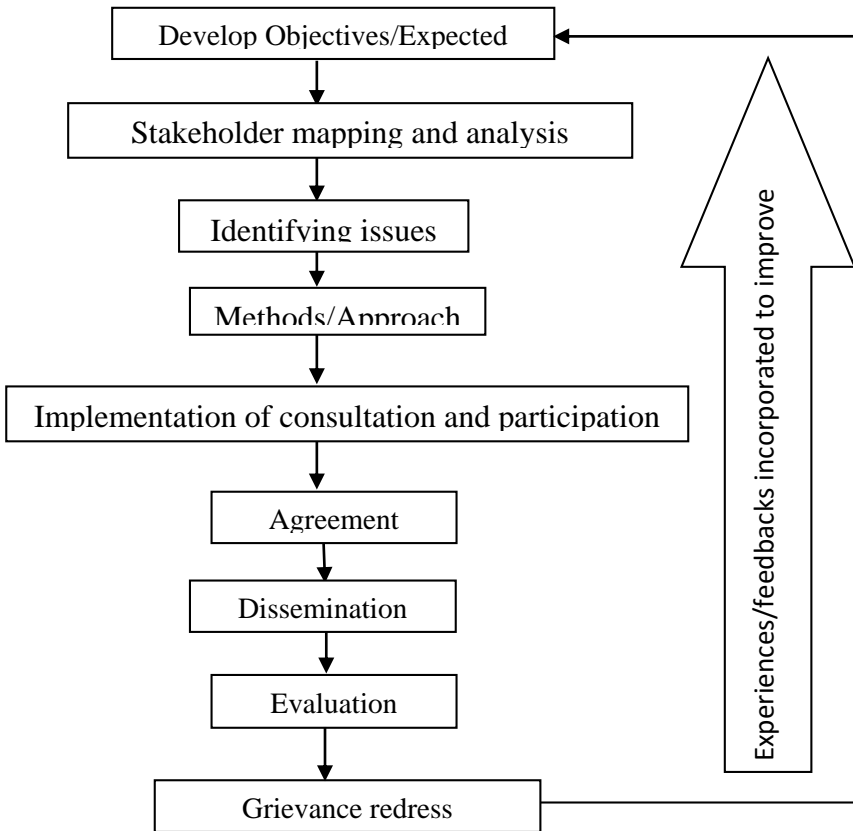 Develop Objectives/Expected
Stakeholder mapping and analysis
Identifying issues
Methods/Approach
Implementation of consultation and participation
Agreement
Dissemination
Evaluation
Grievance redress
Experiences/feedbacks incorporated to improve